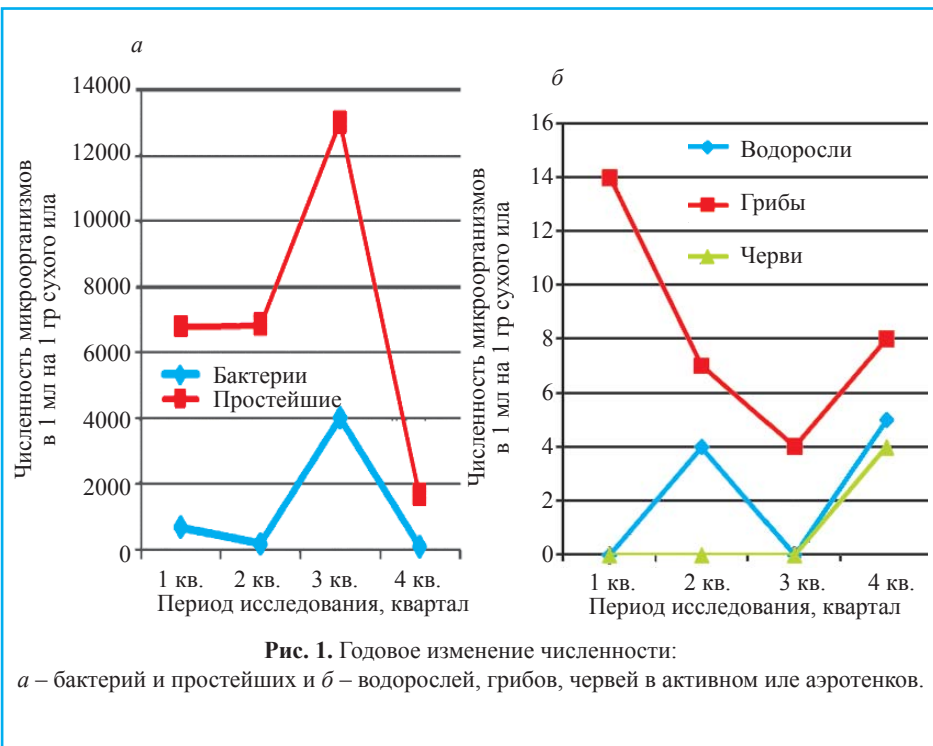 а
Численность микроорганизмов
в 1 мл на 1 гр сухого ила
14000
12000
10000
8000
6000
4000
2000
0
Бактерии
Простейшие
1 кв. 2 кв. 3 кв. 4 кв.
Период исследования, квартал
б
Численность микроорганизмов
в 1 мл на 1 гр сухого ила
16
14
12
10
8
6
4
2
0
Водоросли
Грибы
Черви
1 кв. 2 кв. 3 кв. 4 кв.
Период исследования, квартал
Рис. 1. Годовое изменение численности:
а – бактерий и простейших и б – водорослей, грибов, червей в активном иле аэротенков.